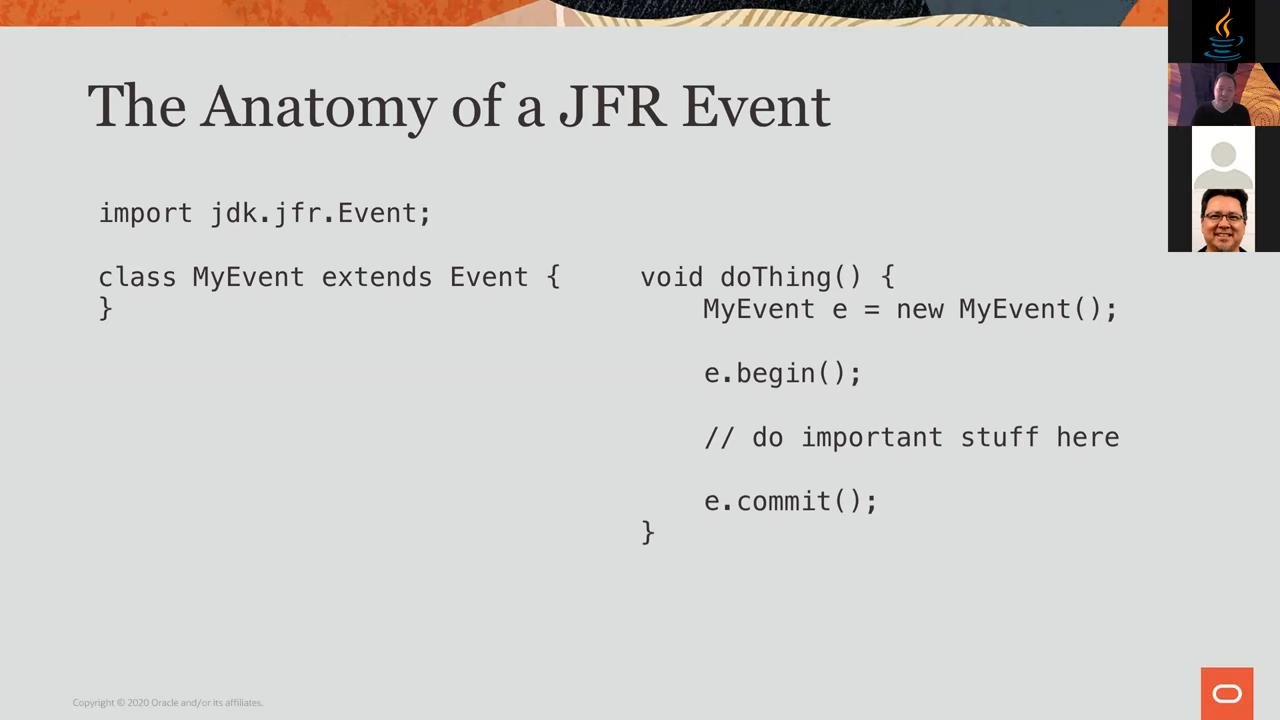 The Anatomy of a JFR Event
import jdk.jfr.Event;
class MyEvent extends Event {
}
void doThing() {
MyEvent e = new MyEvent();
e.begin();
// do important stuff here
e.commit();
}
Copyright © 2020 Oracle and/or its affiliates.